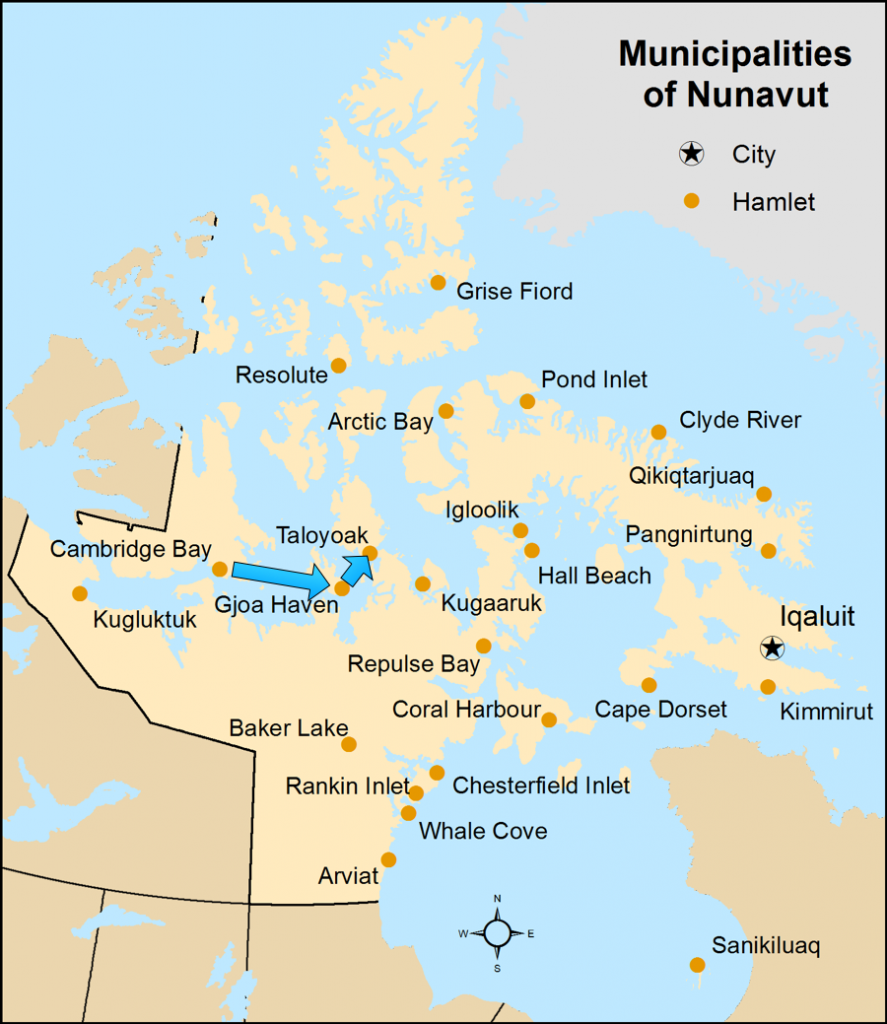 Municipalities
of Nunavut
City
Hamlet
Grise Fiord
Resolute
Pond Inlet
Arctic Bay
Clyde River
Qikiqtarjuaq
Igloolik
Taloyoak
Pangnirtung
Cambridge Bay
Hall Beach
Gjoa Haven
Kugaaruk
Kugluktuk
Iqaluit
Repulse Bay
Coral Harbour
Cape Dorset
Kimmirut
Baker Lake
Rankin Inlet
Chesterfield Inlet
Whale Cove
Arviat
N
W
E
S
Sanikiluaq